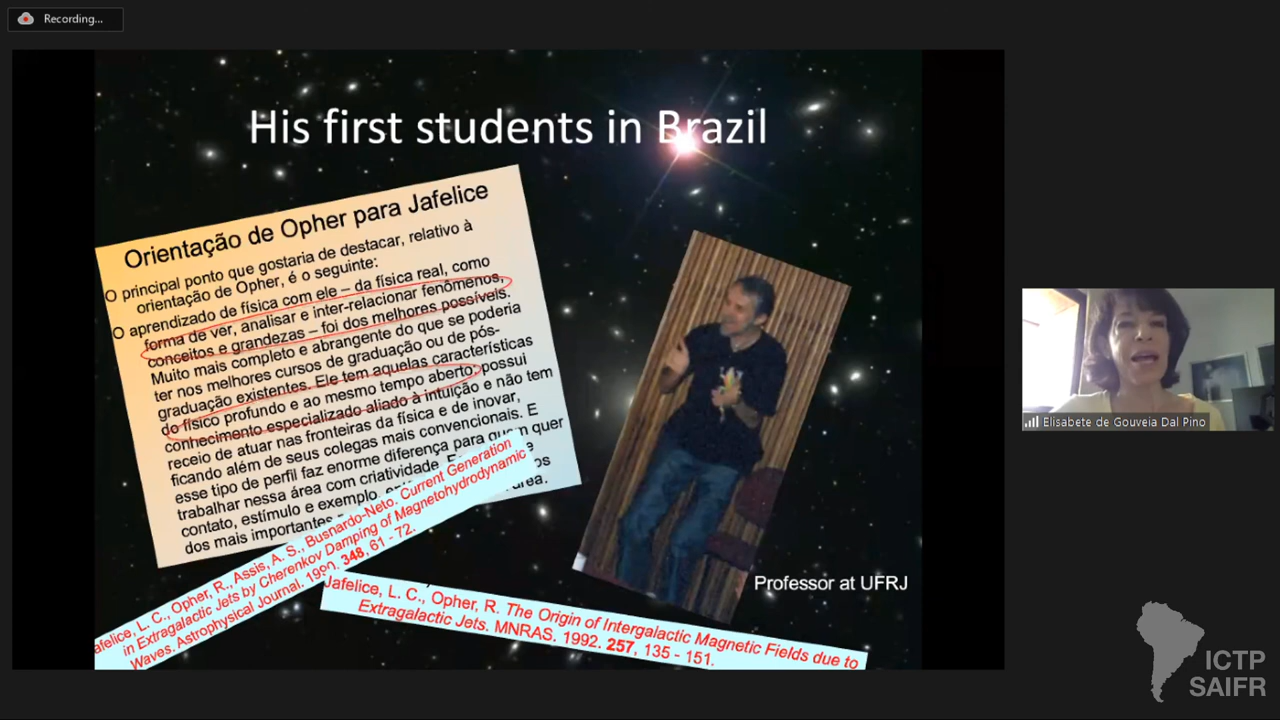 Recording...
His first students in Brazil
Orientação de Opher para Jafelice
O principal ponto que gostaria de destacar, relativo à
orientação de Opher, é o seguinte:
O aprendizado de física com ele – da física real, como
forma de ver, analisar e inter-relacionar fenômenos,
conceitos e grandezas – foi dos melhores possíveis.
Muito mais completo e abrangente do que se poderia
ter nos melhores cursos de graduação ou de pós-
graduação existentes. Ele tem aquelas características
do físico profundo e ao mesmo tempo aberto: possui
conhecimento especializado aliado à intuição e não tem
receio de atuar nas fronteiras da física e de inovar,
ficando além de seus colegas mais convencionais. E
esse tipo de perfil faz enorme diferença para quem quer
trabalhar nessa área com criatividade.
contato, estímulo e exemplo,
dos mais importantes
área.
Jafelice, L. C., Opher, R., Assis, A. S., Busnardo-Neto. Current Generation
in Extragalactic Jets by Cherenkov Damping of Magnetohydrodynamic
Waves. Astrophysical Journal. 1990. 348, 61 - 72.
Jafelice, L. C., Opher, R. The Origin of Intergalactic Magnetic Fields due to
Extragalactic Jets. MNRAS. 1992. 257, 135 - 151.
Professor at UFRJ
Elisabete de Gouveia Dal Pino
ICTP
SAIFR